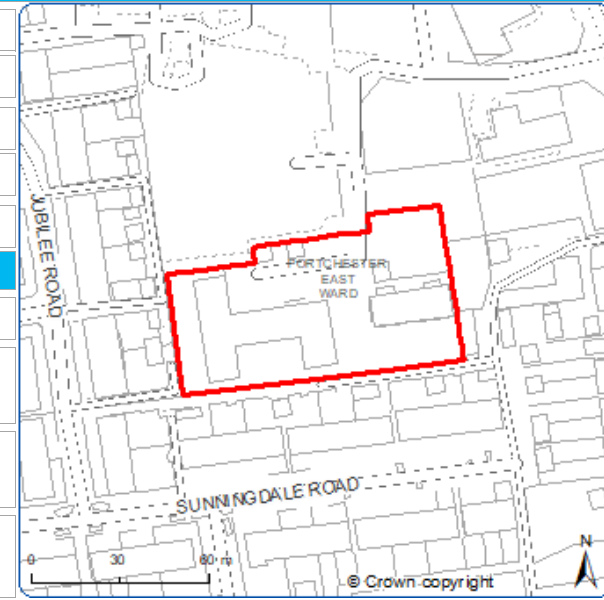 JUBILEE ROAD
PORTCHESTER
EAST
WARD
SUNNINGDALE ROAD
0 30 60 m
N
© Crown copyright